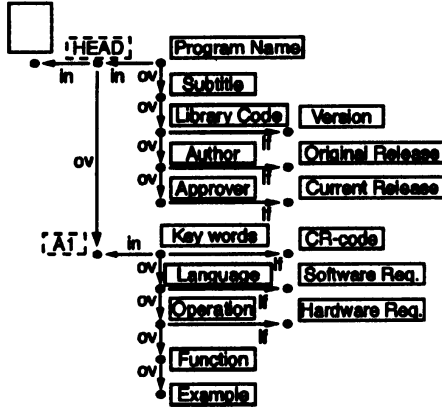 HEAD Program Name
in in ov
Subtitle
ov
Library Code Version
ov lf
ov Author Original Release
ov lf
Approver Current Release
lf
A1 in Key words CR-code
ov lf
Language Software Req.
ov lf
Operation Hardware Req.
ov lf
Function
ov
Example